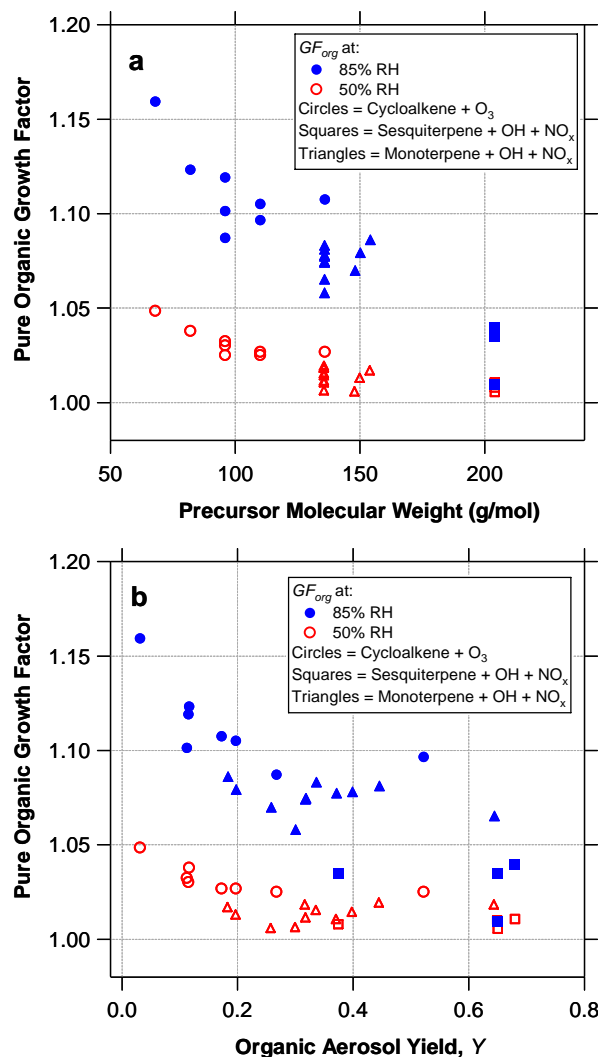 1.20
a
GF_org at:
85% RH
50% RH
Circles = Cycloalkene + O₃
Squares = Sesquiterpene + OH + NOₓ
Triangles = Monoterpene + OH + NOₓ
1.15
1.10
1.05
1.00
Pure Organic Growth Factor
50 100 150 200
Precursor Molecular Weight (g/mol)
1.20
b
GF_org at:
85% RH
50% RH
Circles = Cycloalkene + O₃
Squares = Sesquiterpene + OH + NOₓ
Triangles = Monoterpene + OH + NOₓ
1.15
1.10
1.05
1.00
Pure Organic Growth Factor
0.0 0.2 0.4 0.6 0.8
Organic Aerosol Yield, Y